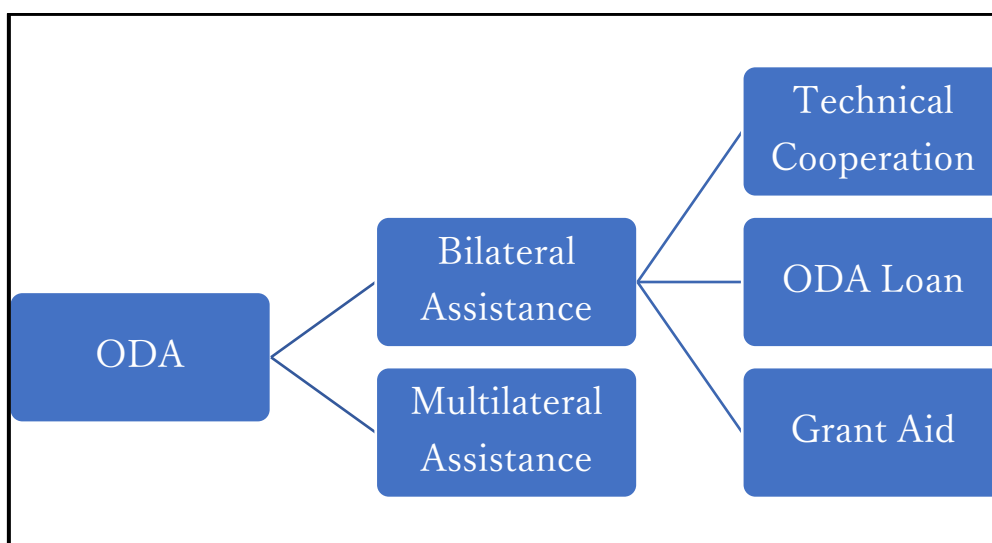 ODA
Bilateral
Assistance
Multilateral
Assistance
Technical
Cooperation
ODA Loan
Grant Aid